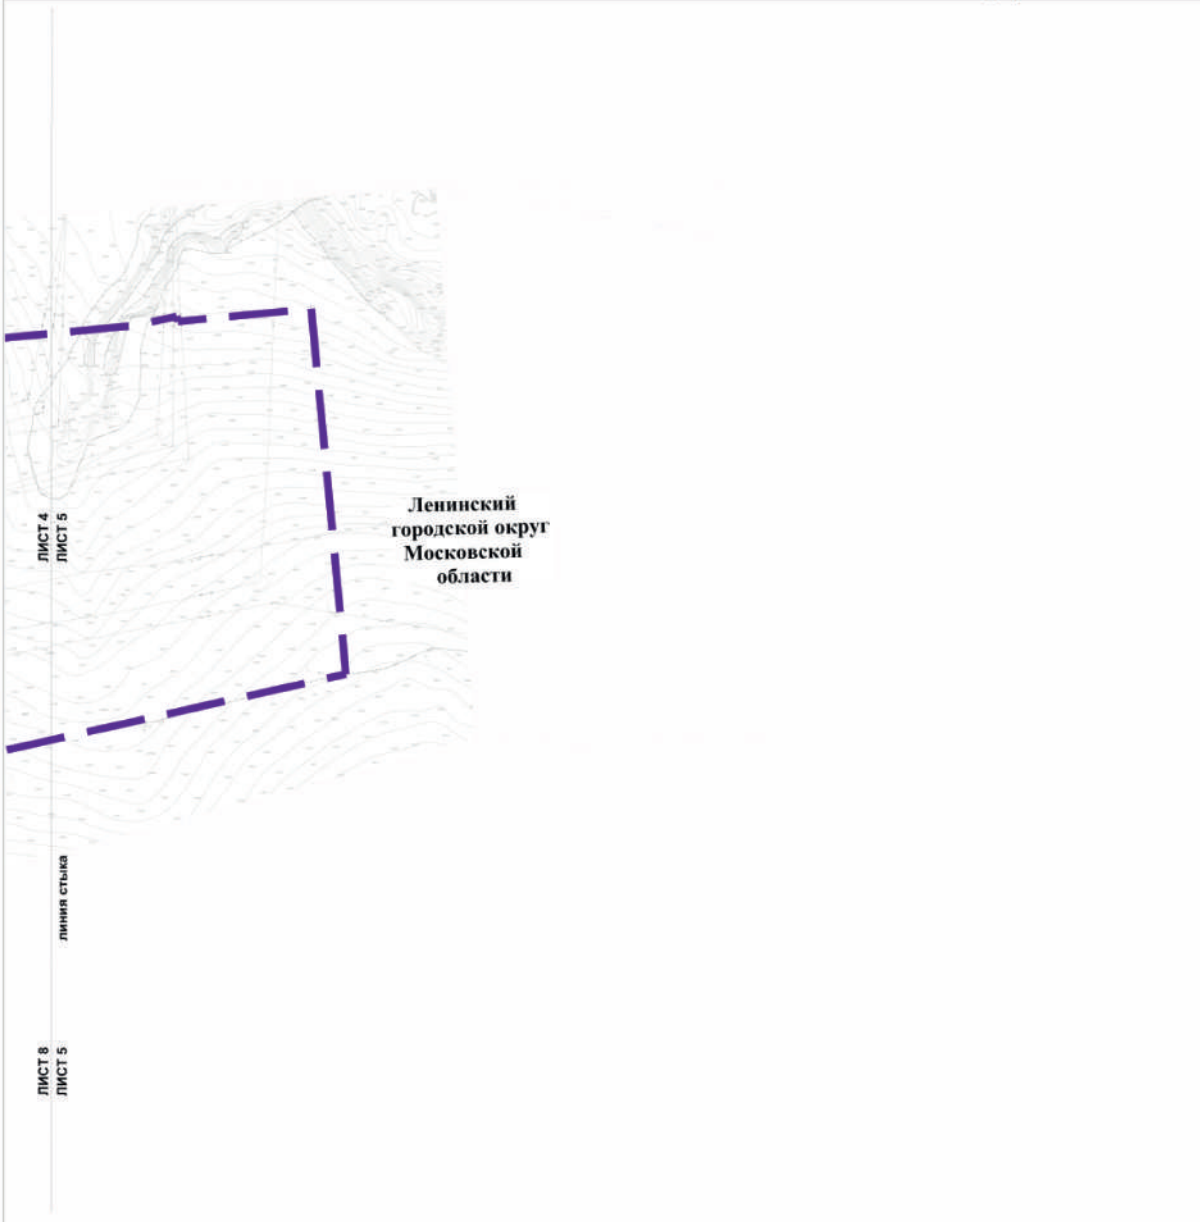 Ленинский
городской округ
Московской
области
ЛИСТ 4
ЛИСТ 5
линия стыка
ЛИСТ 8
ЛИСТ 5